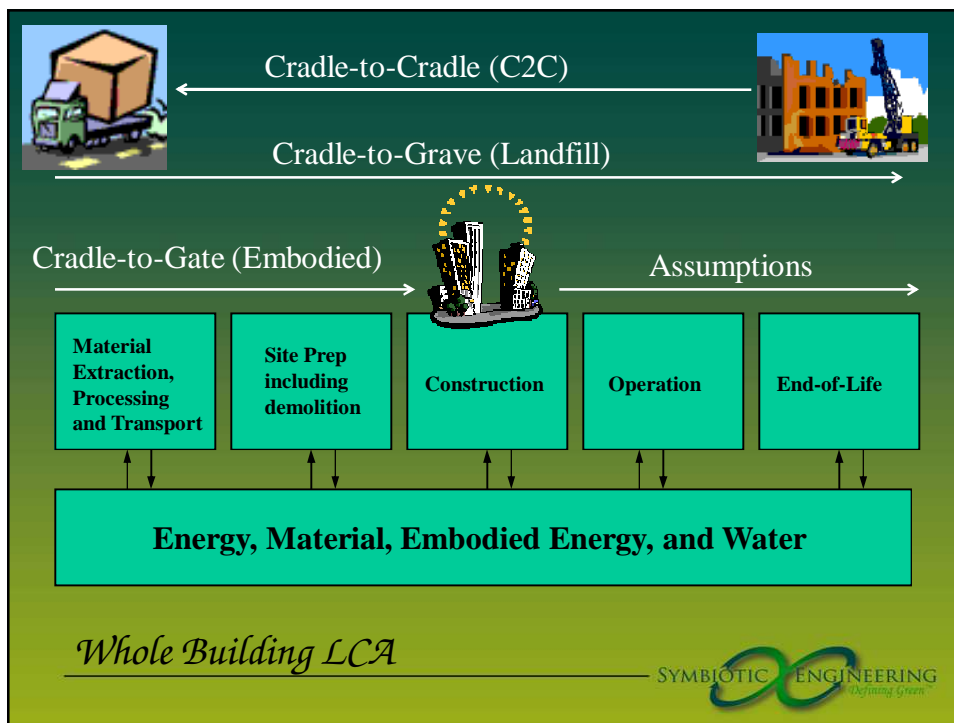 Cradle-to-Cradle (C2C)
Cradle-to-Grave (Landfill)
Cradle-to-Gate (Embodied)
Assumptions
Material
Extraction,
Processing
and Transport
Site Prep
including
demolition
Construction
Operation
End-of-Life
Energy, Material, Embodied Energy, and Water
Whole Building LCA
SYMBIOTIC ENGINEERING
Defining Green™